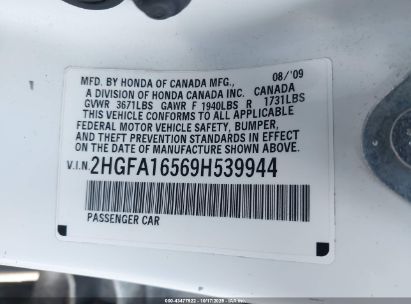 MFD. BY HONDA OF CANADA MFG., 08/'09
A DIVISION OF HONDA CANADA INC. CANADA
GVWR 3671LBS GAWR F 1940LBS R 1731LBS
THIS VEHICLE CONFORMS TO ALL APPLICABLE
FEDERAL MOTOR VEHICLE SAFETY, BUMPER,
AND THEFT PREVENTION STANDARDS IN EFFECT
ON THE DATE OF MANUFACTURE SHOWN ABOVE.
V.I.N. 2HGFA16569H539944
PASSENGER CAR